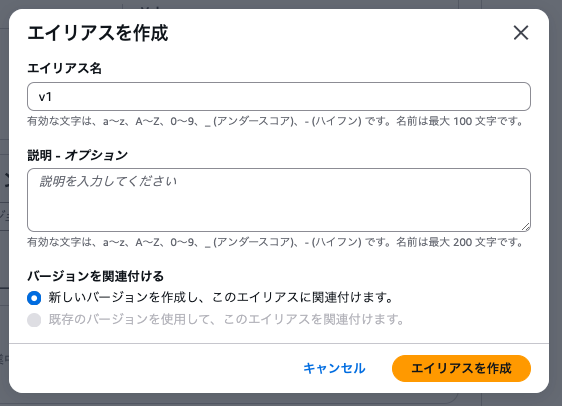 エイリアスを作成
エイリアス名
v1
有効な文字は、a～z、A～Z、0～9、_ (アンダースコア)、- (ハイフン) です。名前は最大 100 文字です。
説明 - オプション
説明を入力してください
有効な文字は、a～z、A～Z、0～9、_ (アンダースコア)、- (ハイフン) です。名前は最大 200 文字です。
バージョンを関連付ける
新しいバージョンを作成し、このエイリアスに関連付けます。
既存のバージョンを使用して、このエイリアスを関連付けます。
キャンセル
エイリアスを作成